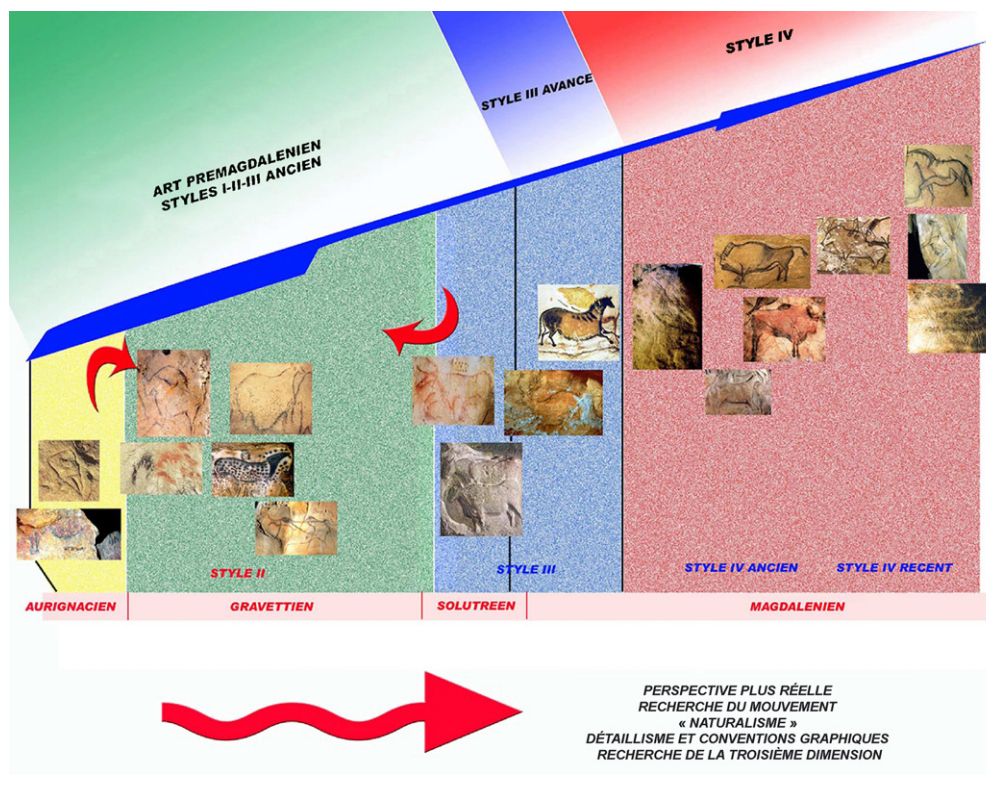 STYLE IV
STYLE III AVANCE
ART PREMAGDALENIEN
STYLES I-II-III ANCIEN
STYLE II
STYLE III
STYLE IV ANCIEN
STYLE IV RECENT
AURIGNACIEN
GRAVETTIEN
SOLUTREEN
MAGDALENIEN
PERSPECTIVE PLUS RÉELLE
RECHERCHE DU MOUVEMENT
« NATURALISME »
DÉTAILLISME ET CONVENTIONS GRAPHIQUES
RECHERCHE DE LA TROISIÈME DIMENSION